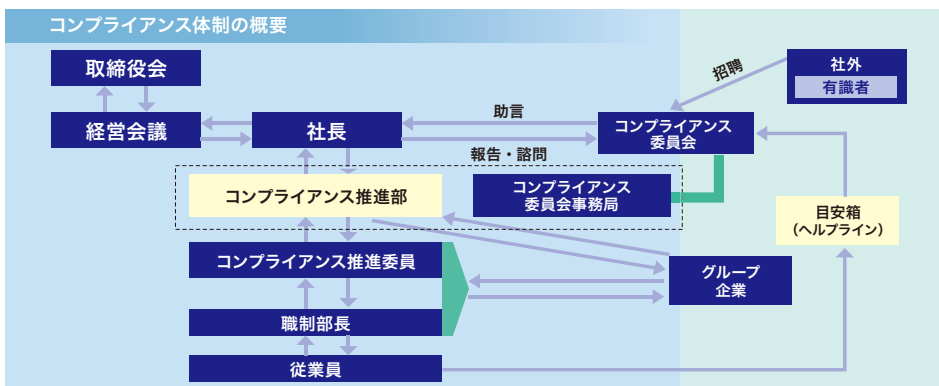 コンプライアンス体制の概要
取締役会
社外
有識者
招聘
経営会議
社長
助言
コンプライアンス
委員会
報告・諮問
コンプライアンス推進部
コンプライアンス
委員会事務局
目安箱
（ヘルプライン）
コンプライアンス推進委員
グループ
企業
職制部長
従業員